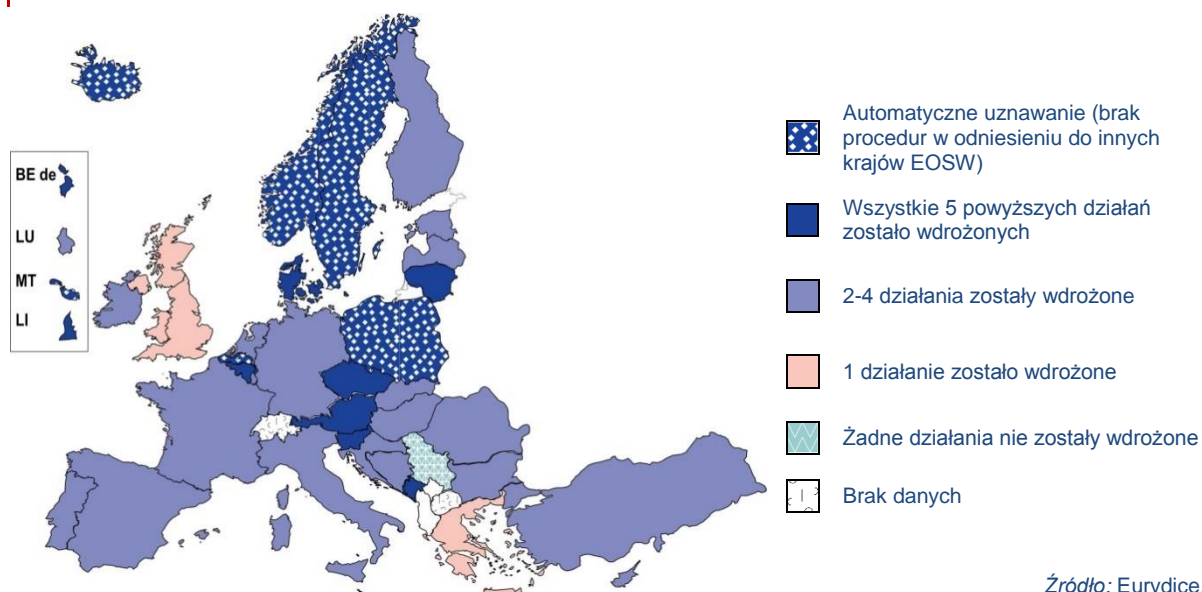 BE de
LU
MT
LI
Automatyczne uznawanie (brak
procedur w odniesieniu do innych
krajów EOSW)
Wszystkie 5 powyższych działań
zostało wdrożonych
2-4 działania zostały wdrożone
1 działanie zostało wdrożone
Żadne działania nie zostały wdrożone
Brak danych
Źródło: Eurydice